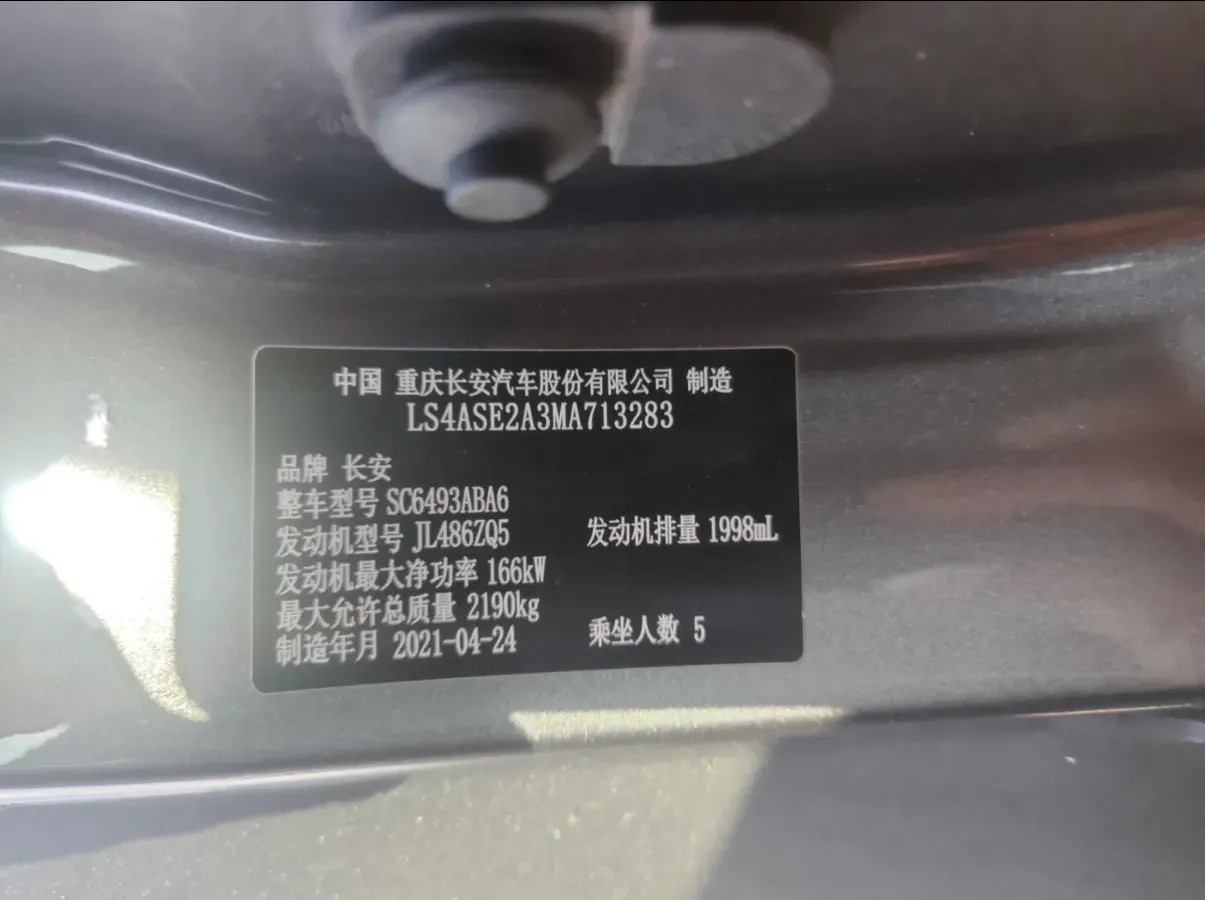 中国 重庆长安汽车股份有限公司 制造
LS4ASE2A3MA713283
品牌 长安
整车型号 SC6493ABA6
发动机型号 JL486ZQ5 发动机排量 1998mL
发动机最大净功率 166kW
最大允许总质量 2190kg
制造年月 2021-04-24 乘坐人数 5